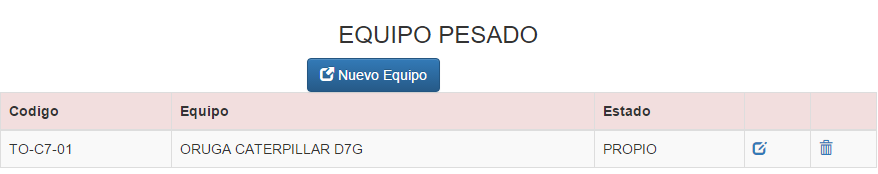 EQUIPO PESADO
Nuevo Equipo
Codigo Equipo Estado
TO-C7-01 ORUGA CATERPILLAR D7G PROPIO